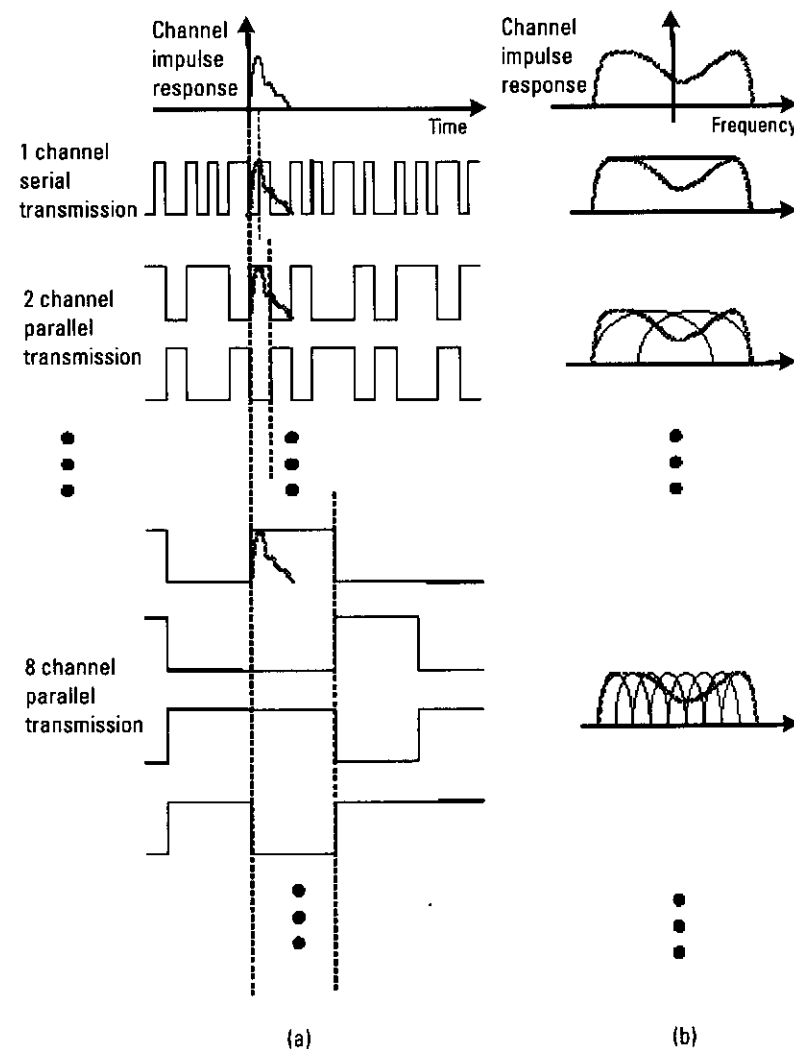 Channel
impulse
response
Time
Channel
impulse
response
Frequency
1 channel
serial
transmission
2 channel
parallel
transmission
8 channel
parallel
transmission
(a)
(b)